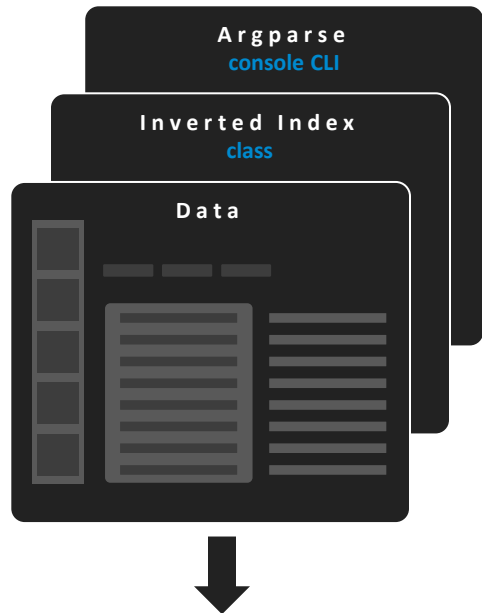 Argparse
console CLI
Inverted Index
class
Data